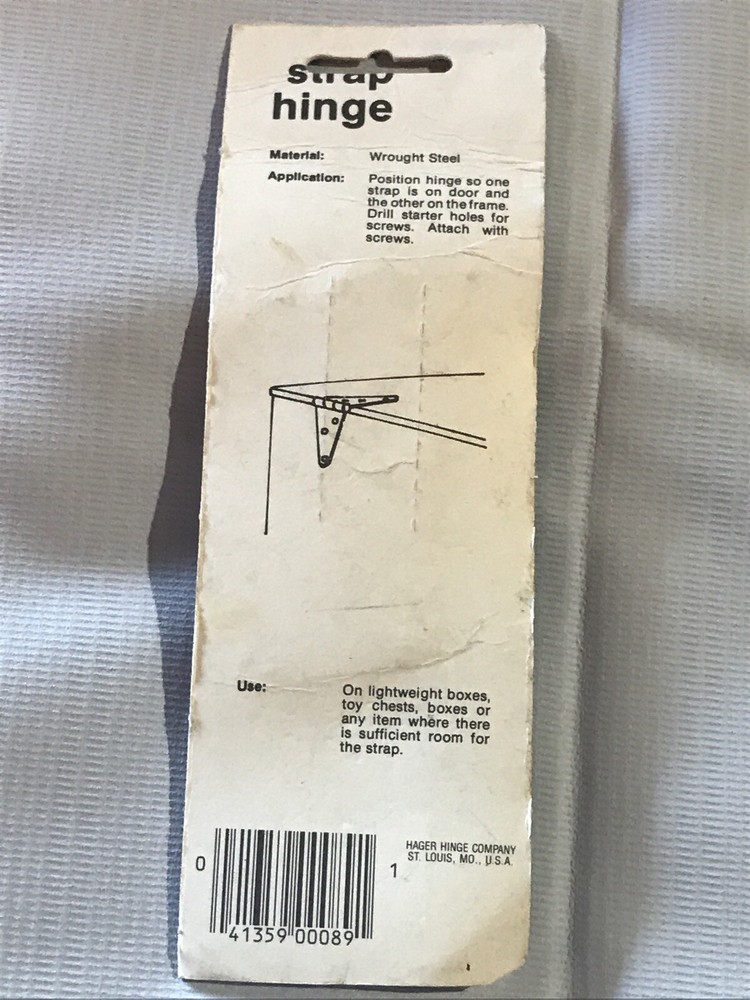 strap
hinge
Material: Wrought Steel
Application: Position hinge so one
strap is on door and
the other on the frame.
Drill starter holes for
screws. Attach with
screws.
Use: On lightweight boxes,
toy chests, boxes or
any item where there
is sufficient room for
the strap.
HAGER HINGE COMPANY
ST. LOUIS, MO., U.S.A.
0 41359 00089 1